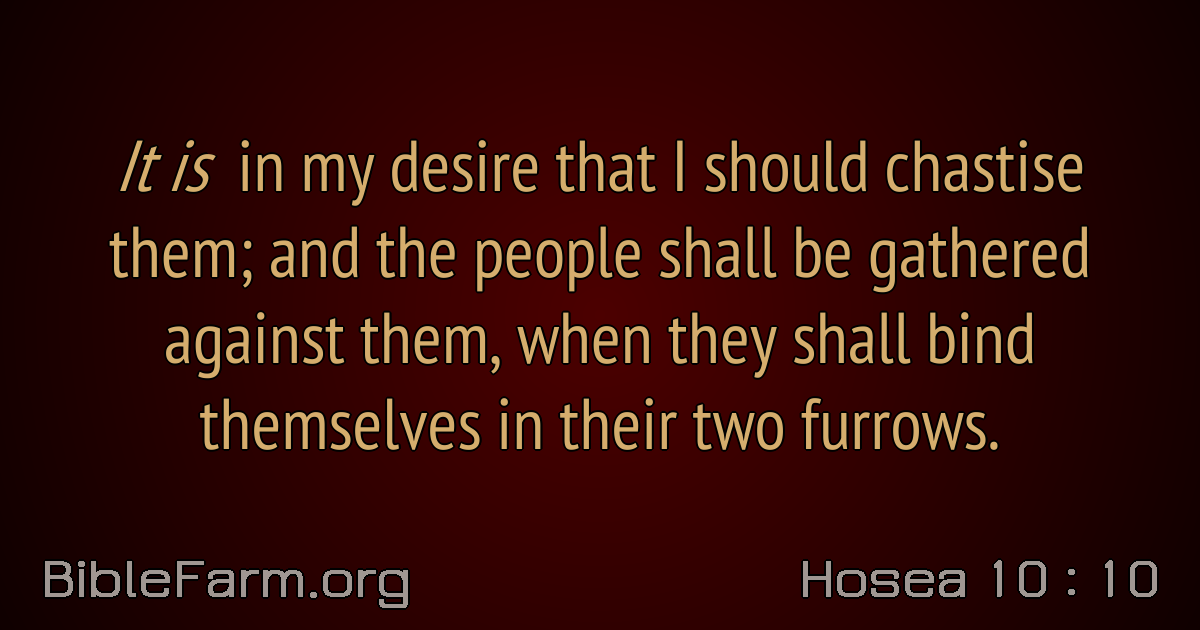 It is in my desire that I should chastise
them; and the people shall be gathered
against them, when they shall bind
themselves in their two furrows.
BibleFarm.org
Hosea 10 : 10